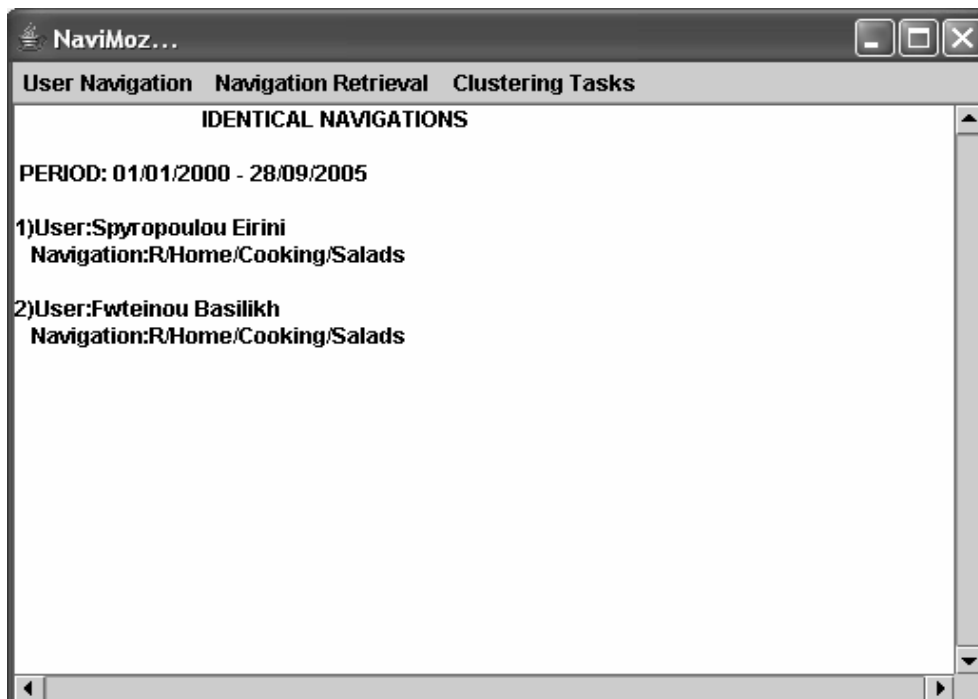 NaviMoz...
User Navigation Navigation Retrieval Clustering Tasks
IDENTICAL NAVIGATIONS
PERIOD: 01/01/2000 - 28/09/2005
1)User:Spyropoulou Eirini
Navigation:R/Home/Cooking/Salads
2)User:Fwteinou Basilikh
Navigation:R/Home/Cooking/Salads